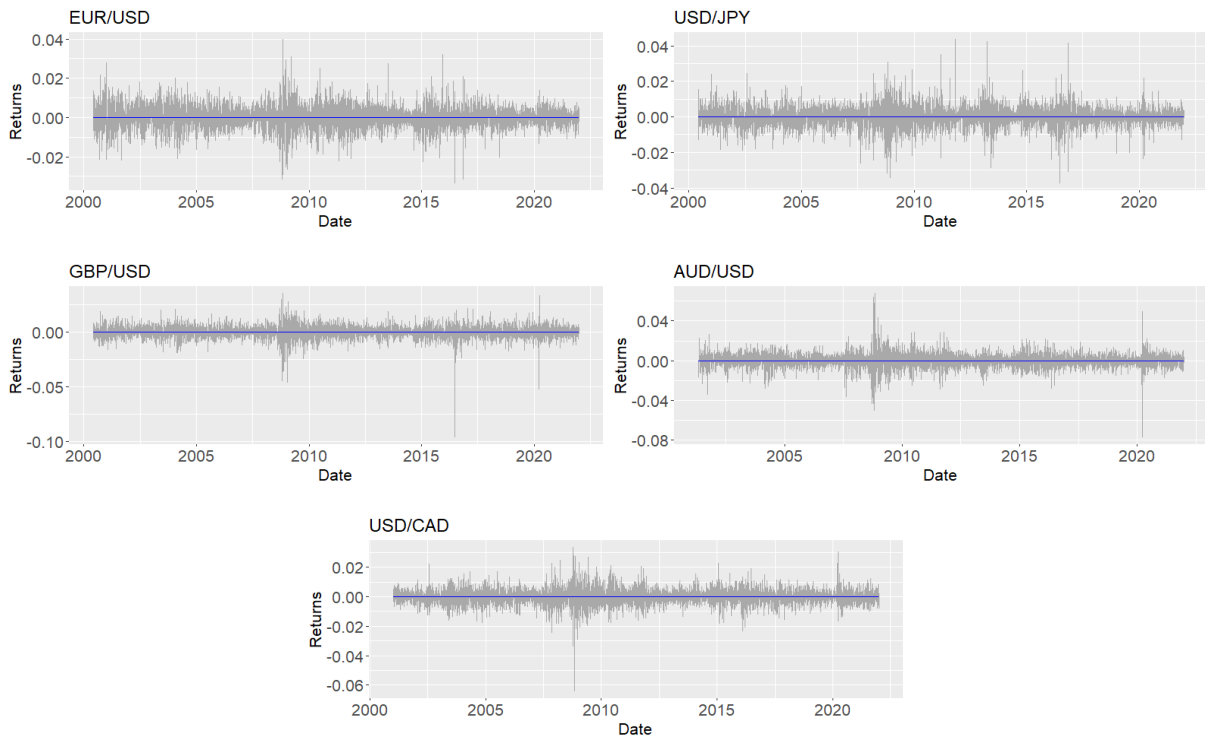 EUR/USD
0.04
0.02
0.00
-0.02
Returns
2000 2005 2010 2015 2020
Date
USD/JPY
0.04
0.02
0.00
-0.02
-0.04
Returns
2000 2005 2010 2015 2020
Date
GBP/USD
0.00
-0.05
-0.10
Returns
2000 2005 2010 2015 2020
Date
AUD/USD
0.04
0.00
-0.04
-0.08
Returns
2005 2010 2015 2020
Date
USD/CAD
0.02
0.00
-0.02
-0.04
-0.06
Returns
2000 2005 2010 2015 2020
Date